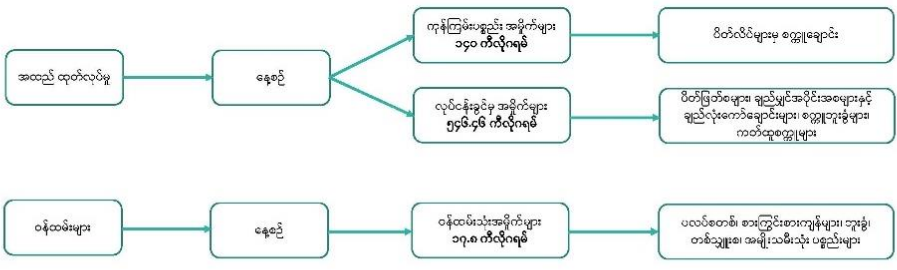 အထည် ထုတ်လုပ်မှု
နေ့စဉ်
ကုန်ကြမ်းပစ္စည်း အမှိုက်များ
၁၄၀ ကီလိုဂရမ်
ပိတ်လိပ်များမှ စက္ကူချောင်း
လုပ်ငန်းခွင်မှ အမှိုက်များ
၅၄၆.၄၆ ကီလိုဂရမ်
ပိတ်ဖြတ်စများ၊ ချည်မျှင်အပိုင်းအစများနှင့်
ချည်လုံးကော်ချောင်းများ၊ စက္ကူဘူးခွံများ၊
ကတ်ထူစက္ကူများ
ဝန်ထမ်းများ
နေ့စဉ်
ဝန်ထမ်းသုံးအမှိုက်များ
၁၇.၈ ကီလိုဂရမ်
ပလပ်စတစ်၊ စားကြွင်းစားကျန်များ၊ ဘူးခွံ၊
တစ်သျှူးစ၊ အမျိုးသမီးသုံး ပစ္စည်းများ